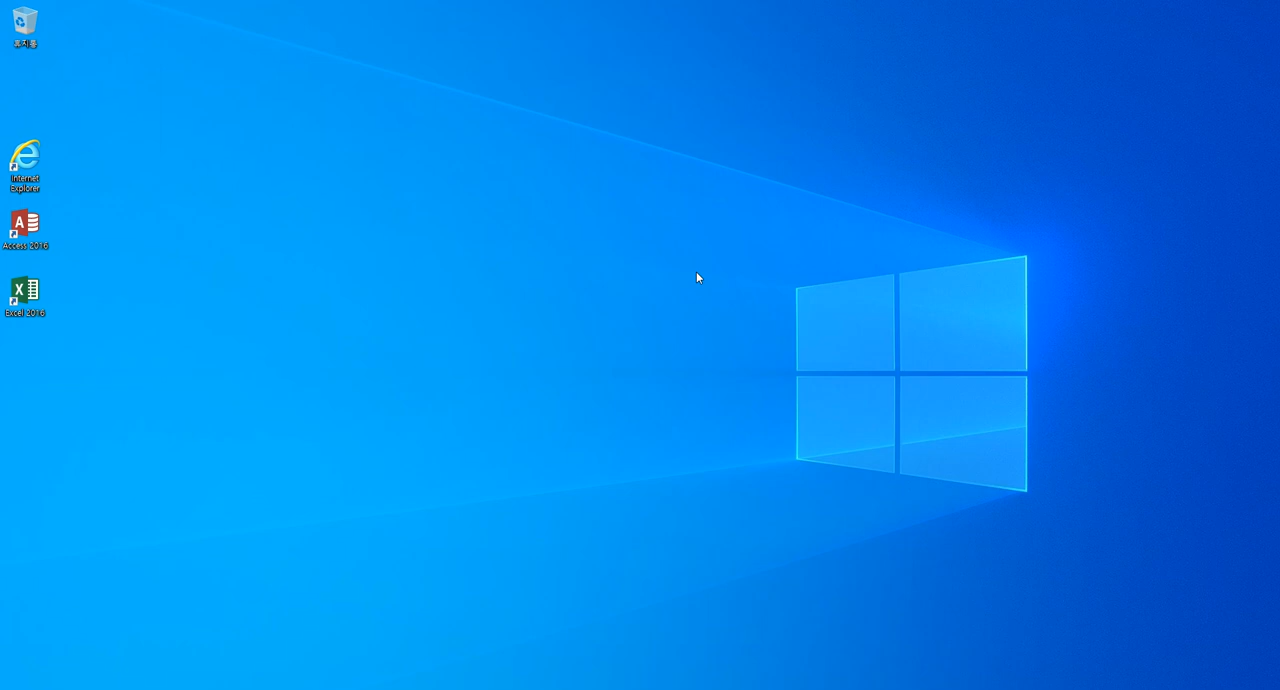 휴지통
Internet
Explorer
Access 2016
Excel 2016